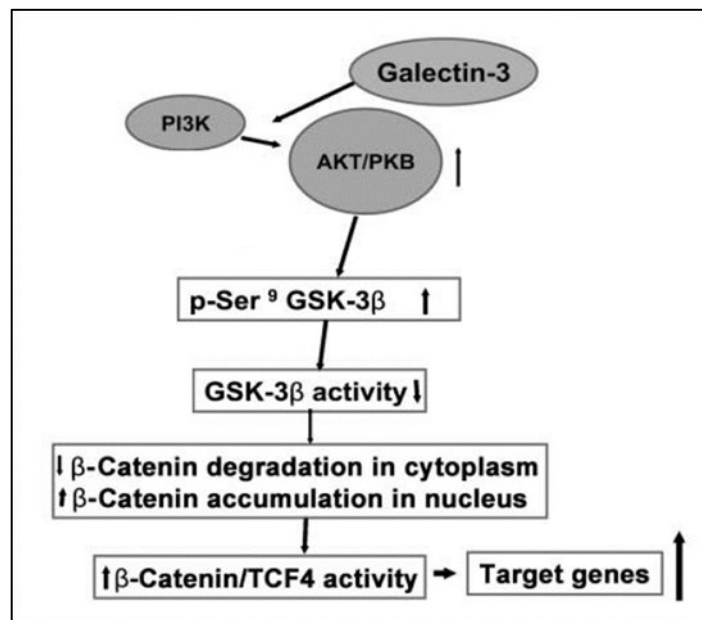 Galectin-3
PI3K
AKT/PKB ↑
p-Ser ⁹ GSK-3β ↑
GSK-3β activity ↓
↓ β-Catenin degradation in cytoplasm
↑ β-Catenin accumulation in nucleus
↑ β-Catenin/TCF4 activity
Target genes ↑